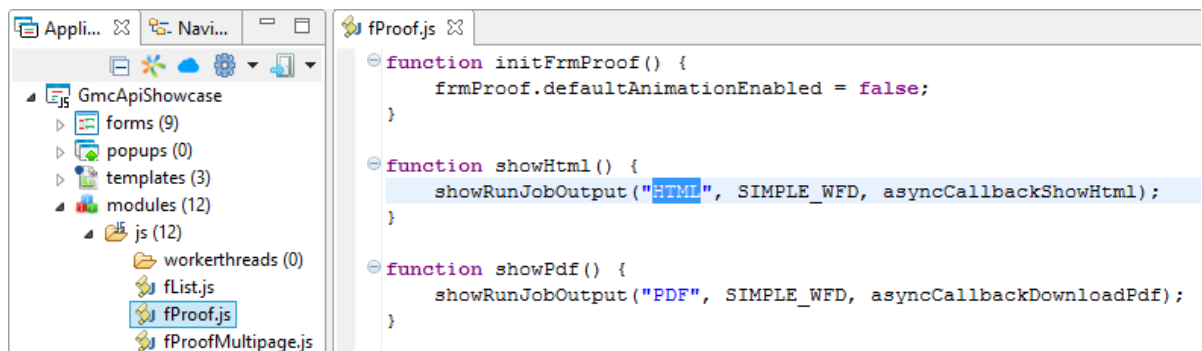 Appli...
Navi...
GmcApiShowcase
forms (9)
popups (0)
templates (3)
modules (12)
js (12)
workerthreads (0)
fList.js
fProof.js
fProofMultipage.js
fProof.js
function initFrmProof() {
    frmProof.defaultAnimationEnabled = false;
}
function showHtml() {
    showRunJobOutput("HTML", SIMPLE_WFD, asyncCallbackShowHtml);
}
function showPdf() {
    showRunJobOutput("PDF", SIMPLE_WFD, asyncCallbackDownloadPdf);
}